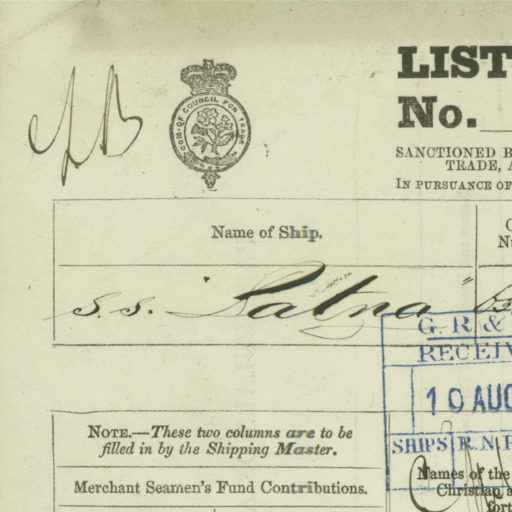 LIST
No.
COM. OF COUNCIL FOR TRADE
SANCTIONED B
TRADE, A
IN PURSUANCE OF
Name of Ship.
s.s. "Patna"
G. R &
RECEIV
10 AUG
SHIPS R.N.R
NOTE.—These two columns are to be
filled in by the Shipping Master.
Merchant Seamen's Fund Contributions.
Names of the
Christian a
fort